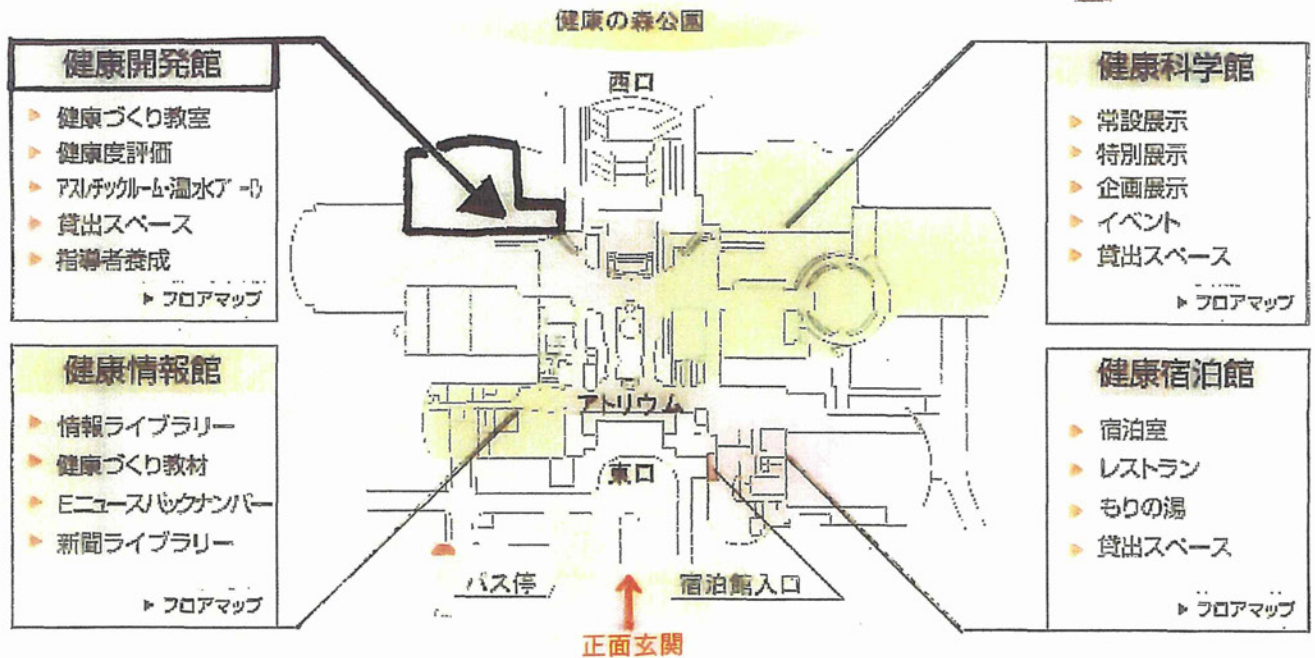 健康の森公園
健康開発館
健康づくり教室
健康度評価
アスレチックルーム・温水プール
貸出スペース
指導者養成
フロアマップ
健康情報館
情報ライブラリー
健康づくり教材
Eニュースバックナンバー
新聞ライブラリー
フロアマップ
西口
アトリウム
東口
バス停
宿泊館入口
正面玄関
健康科学館
常設展示
特別展示
企画展示
イベント
貸出スペース
フロアマップ
健康宿泊館
宿泊室
レストラン
もりの湯
貸出スペース
フロアマップ